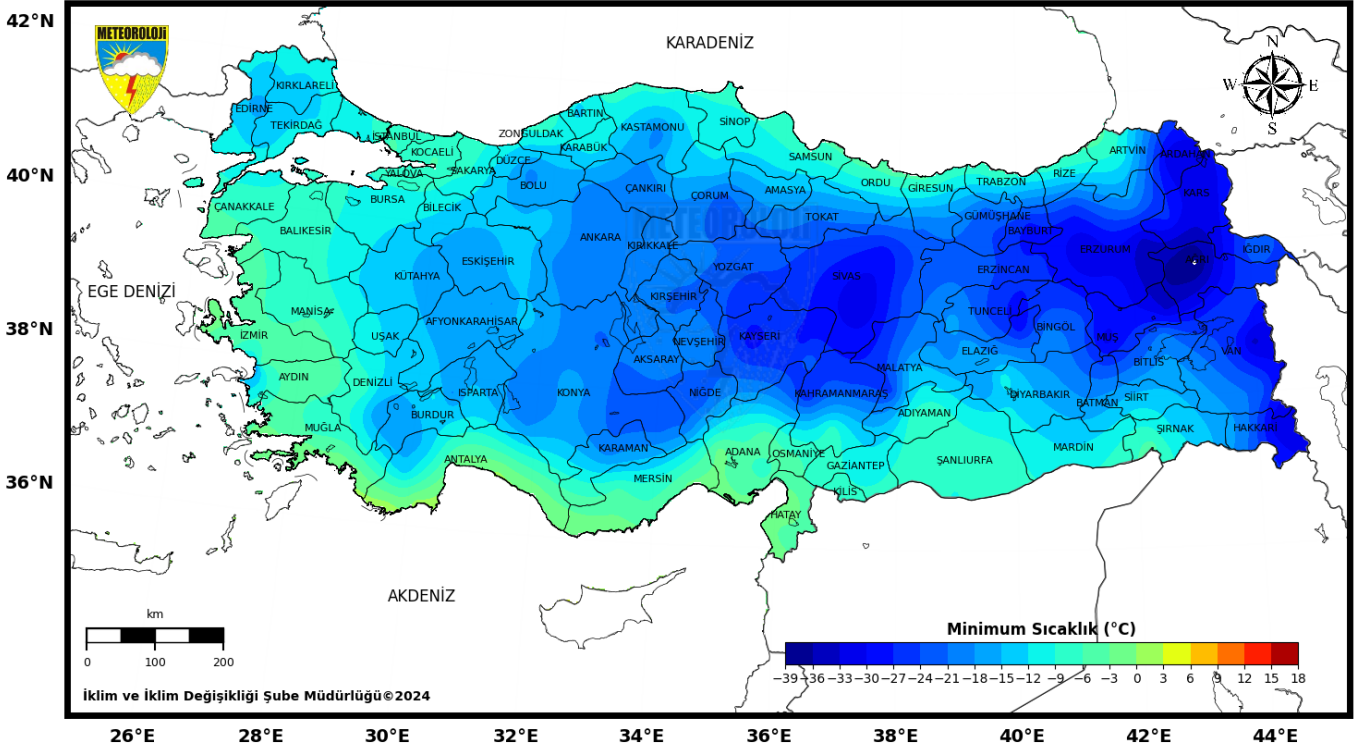 42°N
40°N
38°N
36°N
METEOROLOJİ
KARADENİZ
N
W E
S
EGE DENİZİ
AKDENİZ
METEOROLOJİ
KIRKLARELİ
EDİRNE
TEKİRDAĞ
İSTANBUL
KOCAELİ
YALOVA
SAKARYA
DÜZCE
ZONGULDAK
BARTIN
KARABÜK
KASTAMONU
SİNOP
SAMSUN
ORDU
GİRESUN
TRABZON
RİZE
ARTVİN
ARDAHAN
KARS
IĞDIR
AĞRI
ERZURUM
BAYBURT
GÜMÜŞHANE
ERZİNCAN
TUNCELİ
BİNGÖL
MUŞ
BİTLİS
VAN
HAKKARİ
ŞIRNAK
SİİRT
BATMAN
MARDİN
DİYARBAKIR
ELAZIĞ
MALATYA
ADIYAMAN
ŞANLIURFA
GAZİANTEP
KİLİS
HATAY
OSMANİYE
ADANA
KAHRAMANMARAŞ
KAYSERİ
SİVAS
TOKAT
AMASYA
ÇORUM
YOZGAT
ÇANKIRI
ANKARA
KIRIKKALE
KIRŞEHİR
NEVŞEHİR
AKSARAY
NİĞDE
KONYA
KARAMAN
MERSİN
ANTALYA
ISPARTA
BURDUR
AFYONKARAHİSAR
ESKİŞEHİR
KÜTAHYA
UŞAK
DENİZLİ
MUĞLA
AYDIN
İZMİR
MANİSA
BALIKESİR
ÇANAKKALE
BURSA
BİLECİK
BOLU
km
0 100 200
İklim ve İklim Değişikliği Şube Müdürlüğü©2024
Minimum Sıcaklık (°C)
−39 −36 −33 −30 −27 −24 −21 −18 −15 −12 −9 −6 −3 0 3 6 9 12 15 18
26°E 28°E 30°E 32°E 34°E 36°E 38°E 40°E 42°E 44°E